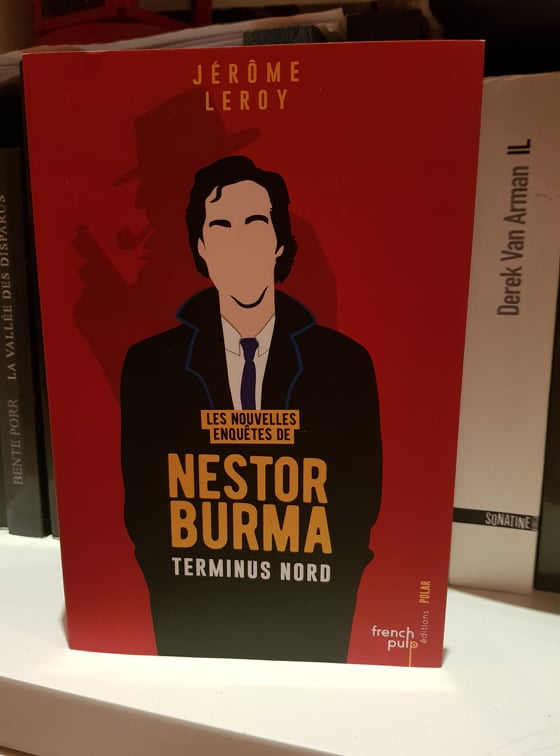 JÉRÔME
LEROY
LES NOUVELLES
ENQUÊTES DE
NESTOR
BURMA
TERMINUS NORD
french
pulp
éditions POLAR
BENTE PORR LA VALLÉE DES DISPARUS
Derek Van Arman IL
SONATINE